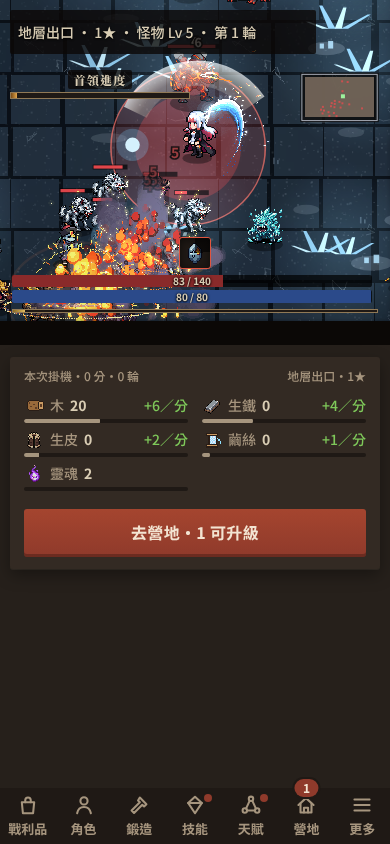 地層出口 • 1★ • 怪物 Lv 5 • 第 1 輪
首領進度
5
83 / 140
80 / 80
本次掛機・0 分・0 輪
地層出口・1★
木 20 +6／分
生鐵 0 +4／分
生皮 0 +2／分
繭絲 0 +1／分
靈魂 2
去營地・1 可升級
1
戰利品
角色
鍛造
技能
天賦
營地
更多